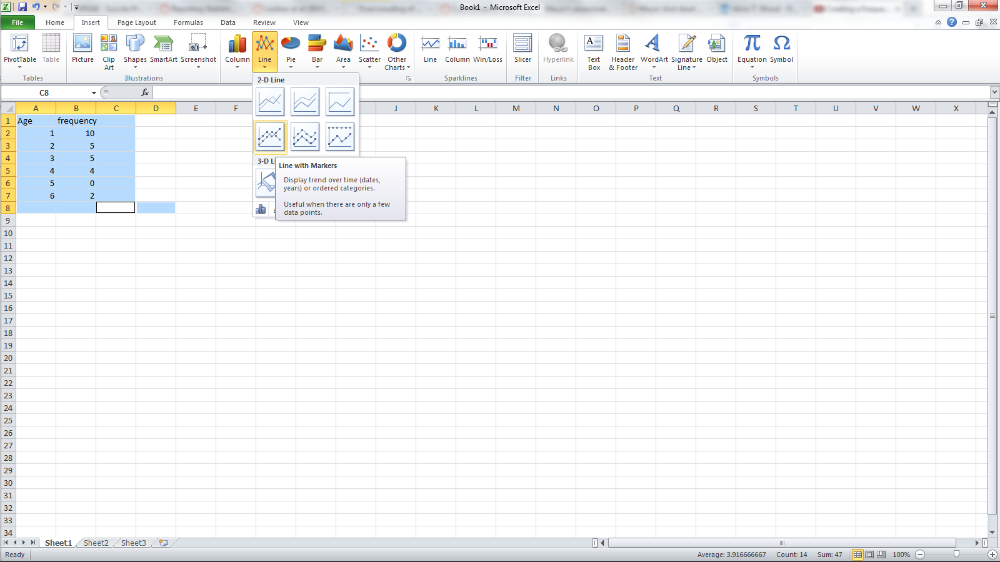 Book1 - Microsoft Excel
File Home Insert Page Layout Formulas Data Review View
PivotTable Table Picture Clip Art Shapes SmartArt Screenshot Column Line Pie Bar Area Scatter Other Charts Line Column Win/Loss Slicer Hyperlink Text Box Header & Footer WordArt Signature Line Object Equation Symbol
Tables Illustrations Sparklines Filter Links Text Symbols
2-D Line
C8 fx
A B C D E F J K L M N O P Q R S T U V W X
1 Age frequency
2 1 10
3 2 5
4 3 5
5 4 4
6 5 0
7 6 2
8
3-D Li
Line with Markers
Display trend over time (dates,
years) or ordered categories.
Useful when there are only a few
data points.
9
10
11
12
13
14
15
16
17
18
19
20
21
22
23
24
25
26
27
28
29
30
31
32
33
34
Sheet1 Sheet2 Sheet3
Ready Average: 3.916666667 Count: 14 Sum: 47 100%